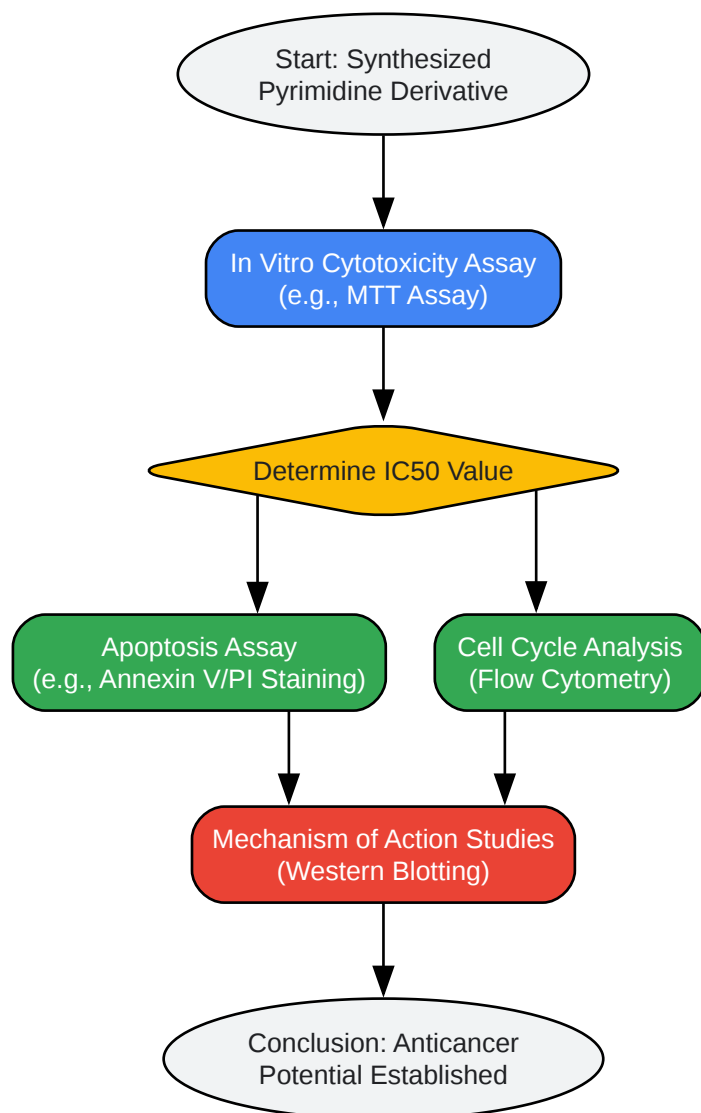 Start: Synthesized
Pyrimidine Derivative
In Vitro Cytotoxicity Assay
(e.g., MTT Assay)
Determine IC50 Value
Apoptosis Assay
(e.g., Annexin V/PI Staining)
Cell Cycle Analysis
(Flow Cytometry)
Mechanism of Action Studies
(Western Blotting)
Conclusion: Anticancer
Potential Established